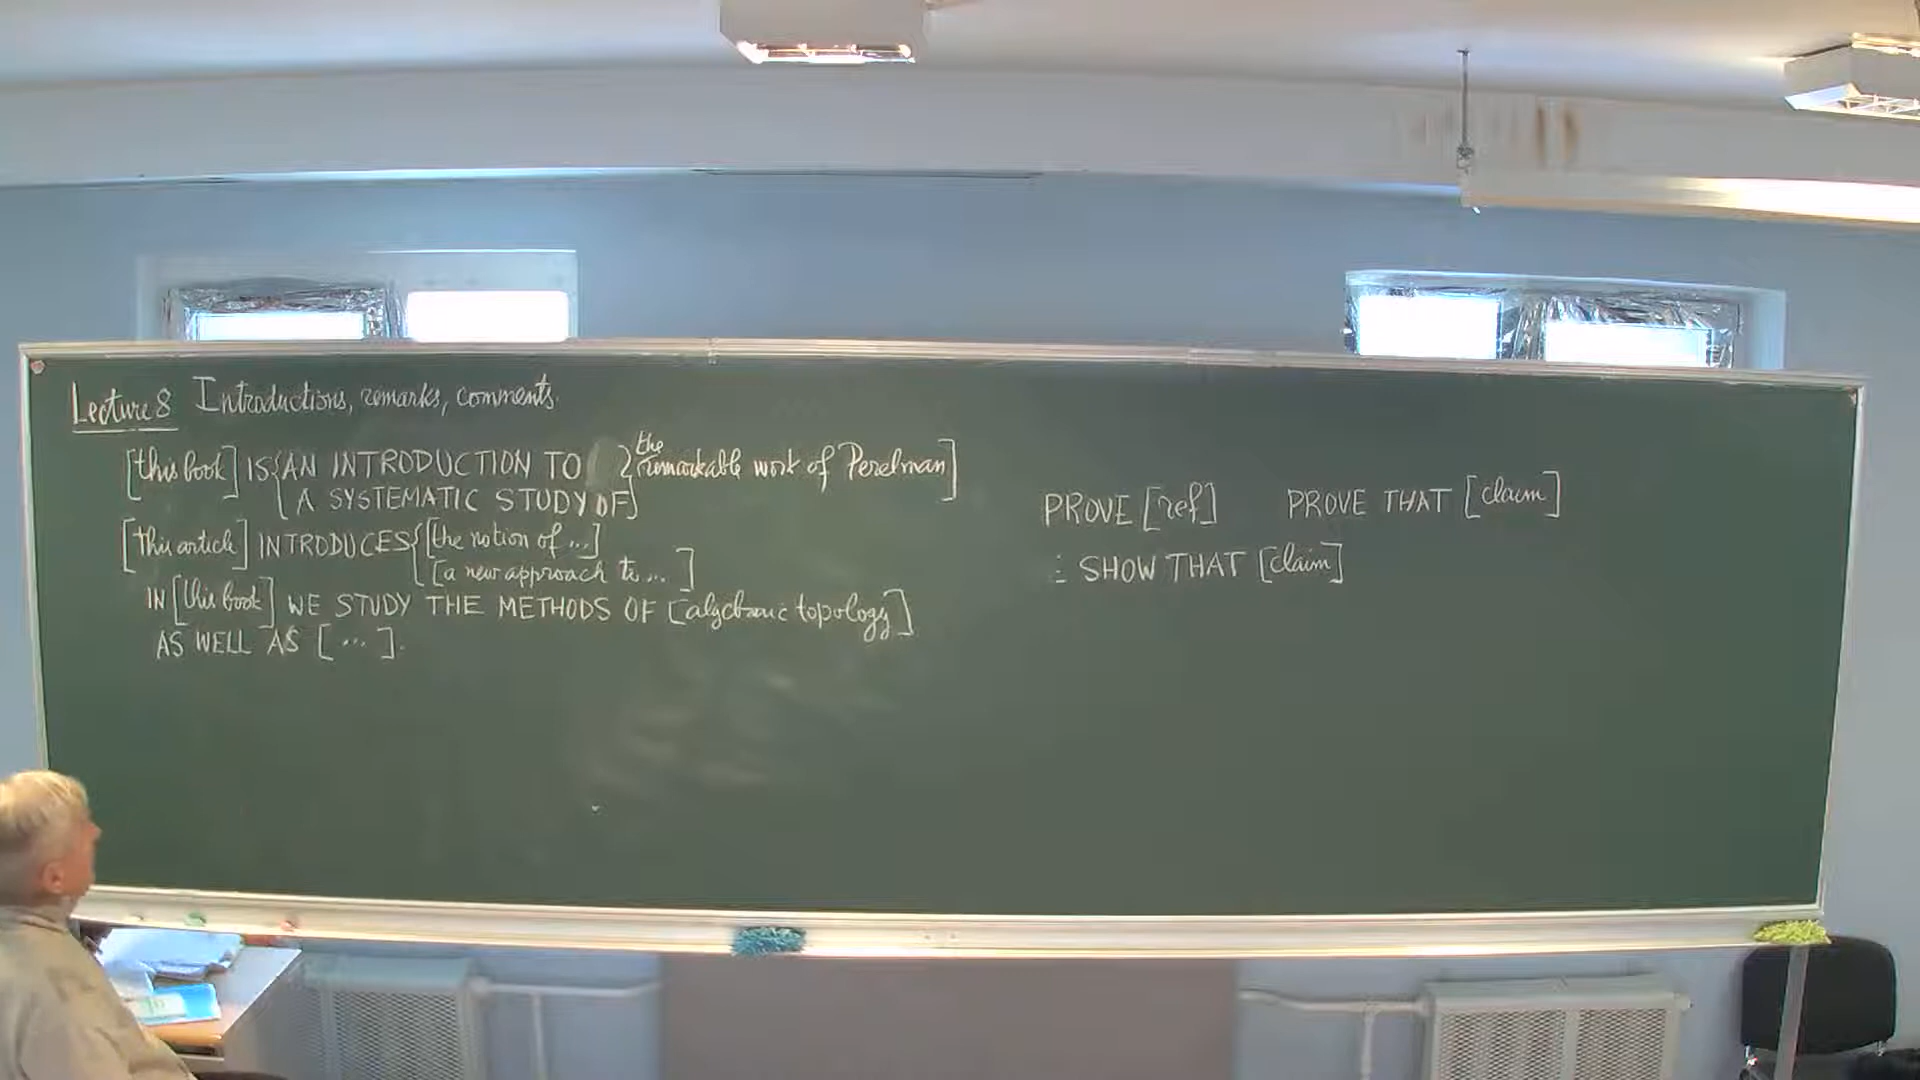 Lecture 8 Introductions, remarks, comments.
[this book] IS { AN INTRODUCTION TO } [the remarkable work of Perelman]
{ A SYSTEMATIC STUDY OF }
[this article] INTRODUCES { [the notion of ...]
[a new approach to ... ]
IN [this book] WE STUDY THE METHODS OF [algebraic topology]
AS WELL AS [ ... ].
PROVE [ref] PROVE THAT [claim]
: SHOW THAT [claim]